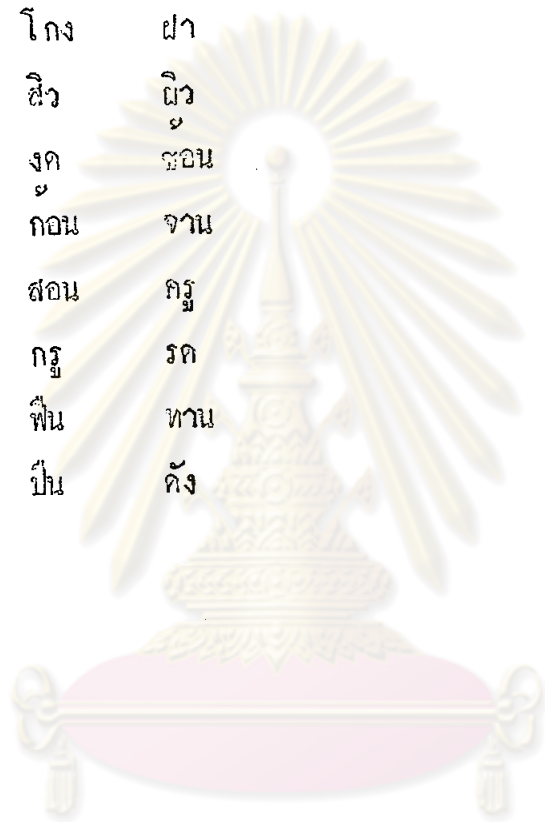 โกง ฝา
สิว ผิว
งด ช้อน
ก้อน จาน
สอน ครู
กรู รด
ฟืน ทาน
ปืน ดัง